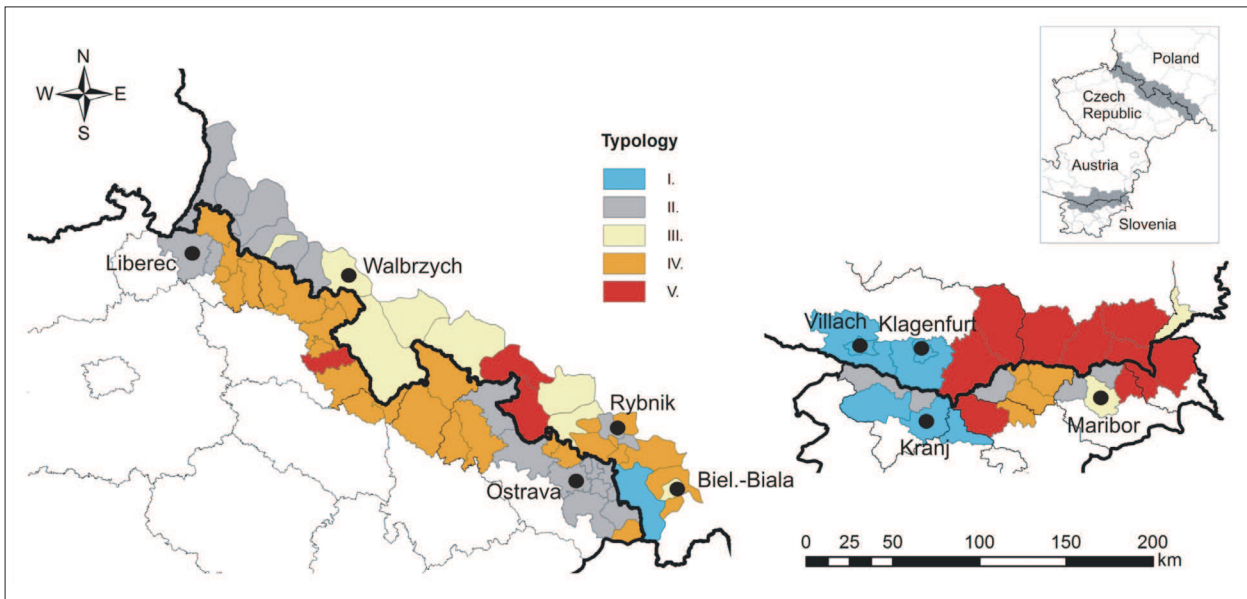 N
W E
S
Liberec
Walbrzych
Rybnik
Ostrava
Biel.-Biala
Typology
I.
II.
III.
IV.
V.
Poland
Czech
Republic
Austria
Slovenia
Villach
Klagenfurt
Kranj
Maribor
0 25 50 100 150 200
km